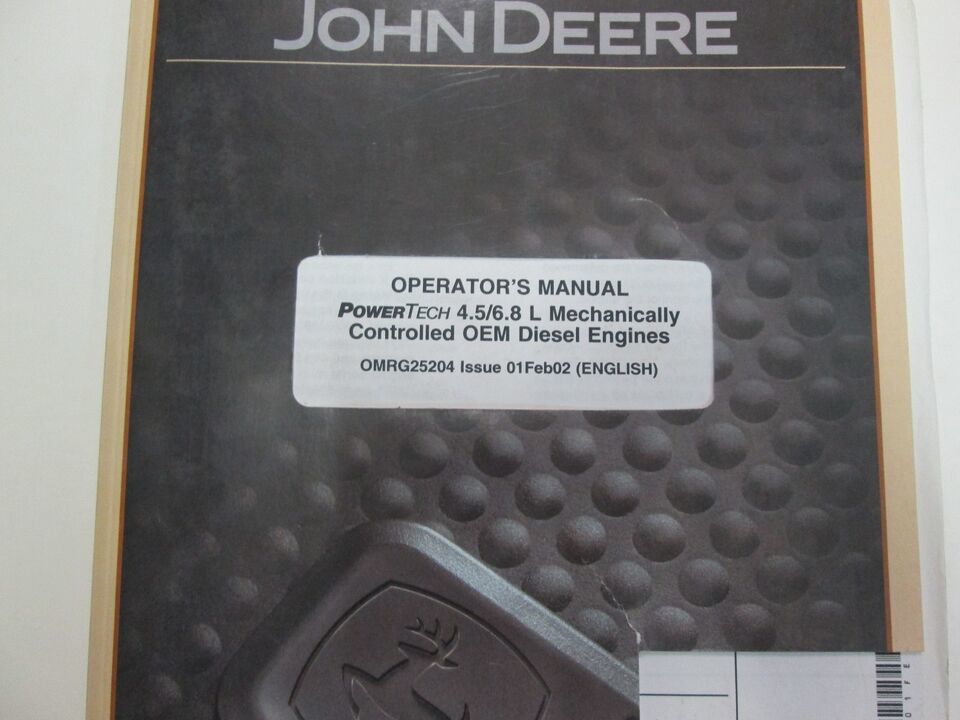 JOHN DEERE
OPERATOR'S MANUAL
POWERTECH 4.5/6.8 L Mechanically
Controlled OEM Diesel Engines
OMRG25204 Issue 01Feb02 (ENGLISH)